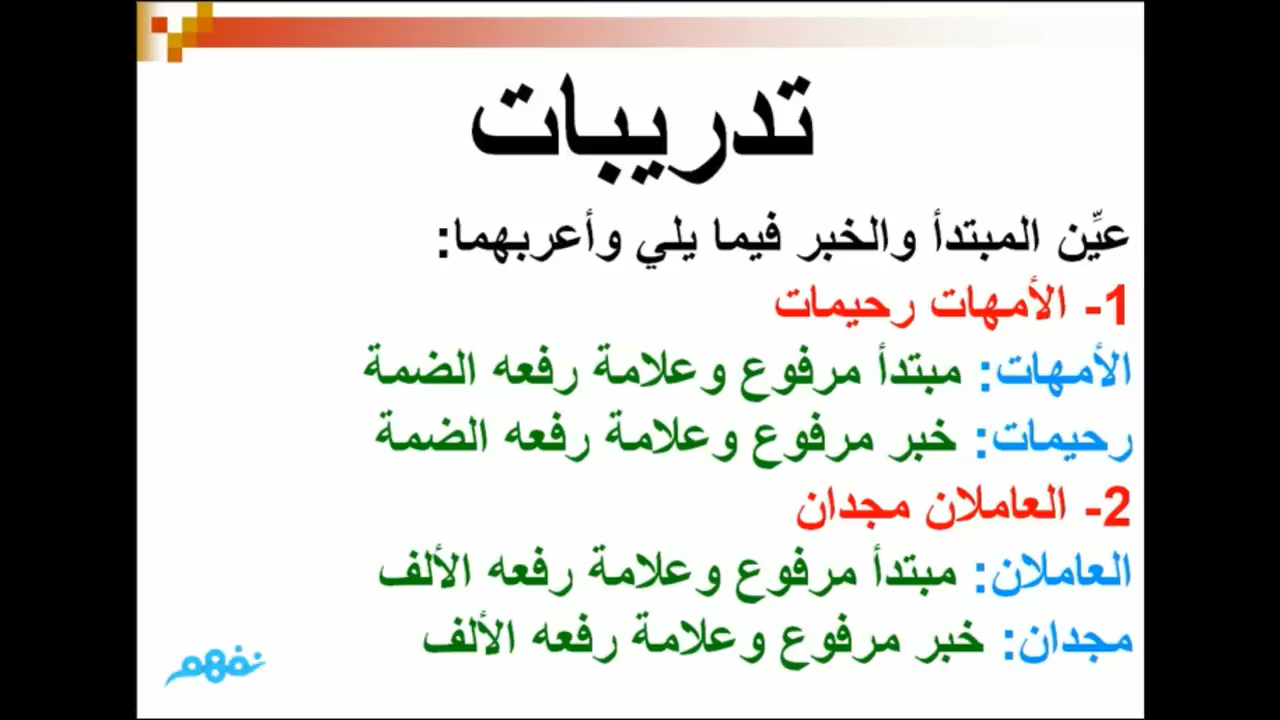 تدريبات
عيِّن المبتدأ والخبر فيما يلي وأعربهما:
1- الأمهات رحيمات
الأمهات: مبتدأ مرفوع وعلامة رفعه الضمة
رحيمات: خبر مرفوع وعلامة رفعه الضمة
2- العاملان مجدان
العاملان: مبتدأ مرفوع وعلامة رفعه الألف
مجدان: خبر مرفوع وعلامة رفعه الألف
نفهم